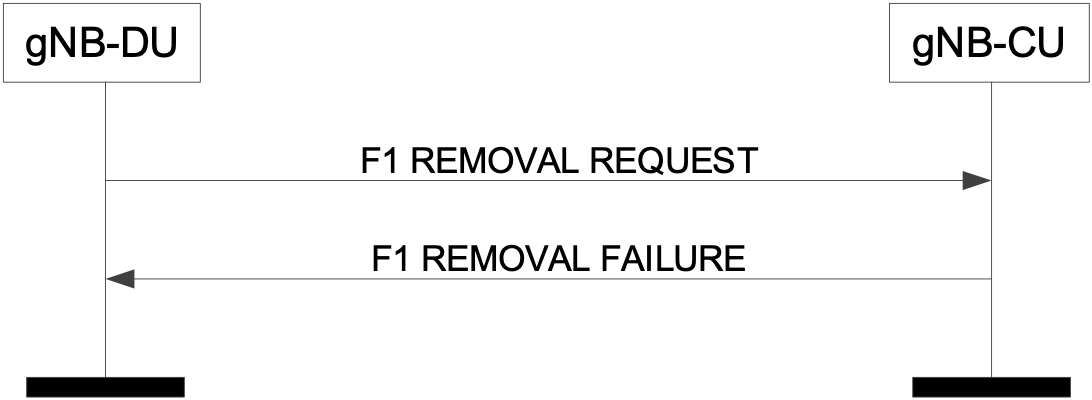 gNB-DU
gNB-CU
F1 REMOVAL REQUEST
F1 REMOVAL FAILURE